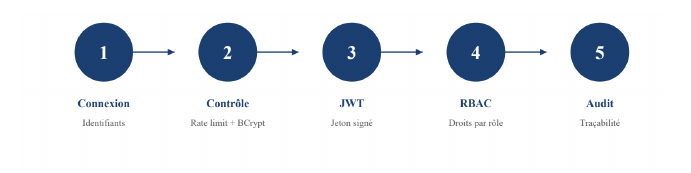 1 2 3 4 5
Connexion Contrôle JWT RBAC Audit
Identifiants Rate limit + BCrypt Jeton signé Droits par rôle Traçabilité